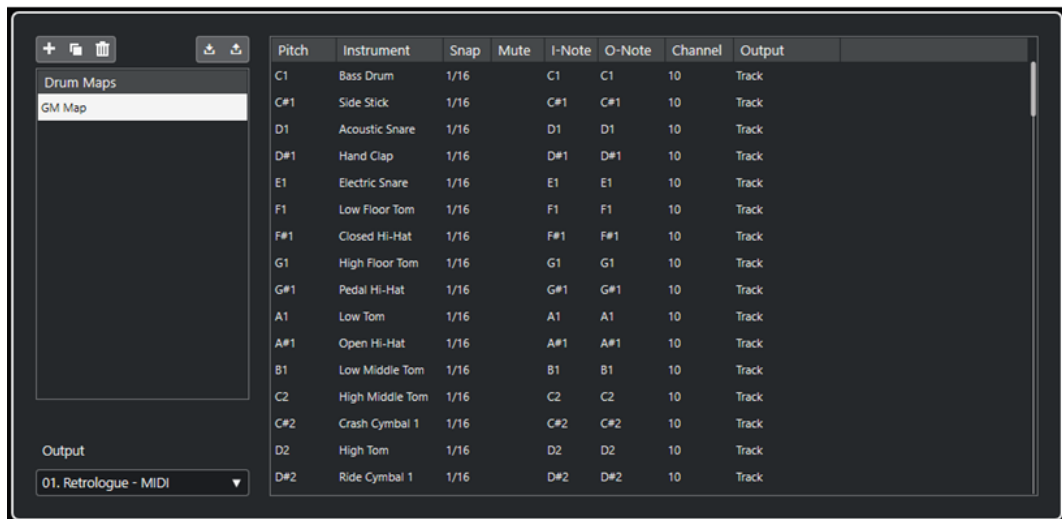 Pitch Instrument Snap Mute I-Note O-Note Channel Output
Drum Maps
GM Map
C1 Bass Drum 1/16 C1 C1 10 Track
C#1 Side Stick 1/16 C#1 C#1 10 Track
D1 Acoustic Snare 1/16 D1 D1 10 Track
D#1 Hand Clap 1/16 D#1 D#1 10 Track
E1 Electric Snare 1/16 E1 E1 10 Track
F1 Low Floor Tom 1/16 F1 F1 10 Track
F#1 Closed Hi-Hat 1/16 F#1 F#1 10 Track
G1 High Floor Tom 1/16 G1 G1 10 Track
G#1 Pedal Hi-Hat 1/16 G#1 G#1 10 Track
A1 Low Tom 1/16 A1 A1 10 Track
A#1 Open Hi-Hat 1/16 A#1 A#1 10 Track
B1 Low Middle Tom 1/16 B1 B1 10 Track
C2 High Middle Tom 1/16 C2 C2 10 Track
C#2 Crash Cymbal 1 1/16 C#2 C#2 10 Track
D2 High Tom 1/16 D2 D2 10 Track
D#2 Ride Cymbal 1 1/16 D#2 D#2 10 Track
Output
01. Retrologue - MIDI